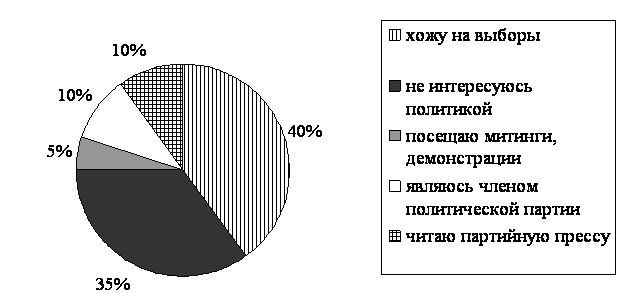 10%
10%
5%
40%
35%
хожу на выборы
не интересуюсь
политикой
посещаю митинги,
демонстрации
являюсь членом
политической партии
читаю партийную прессу